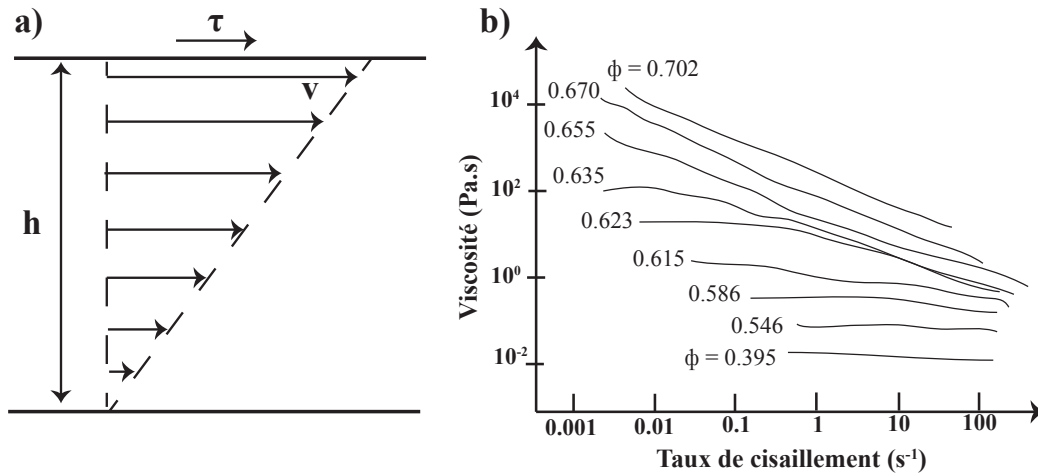 a)
τ
v
h
b)
Viscosité (Pa.s)
10⁴
10²
10⁰
10⁻²
ϕ = 0.702
0.670
0.655
0.635
0.623
0.615
0.586
0.546
ϕ = 0.395
0.001 0.01 0.1 1 10 100
Taux de cisaillement (s⁻¹)